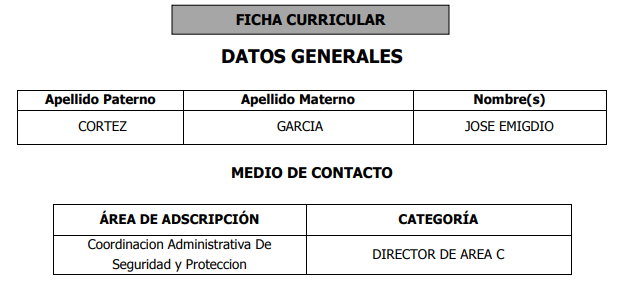 FICHA CURRICULAR
DATOS GENERALES
Apellido Paterno Apellido Materno Nombre(s)
CORTEZ GARCIA JOSE EMIGDIO
MEDIO DE CONTACTO
ÁREA DE ADSCRIPCIÓN CATEGORÍA
Coordinacion Administrativa De
Seguridad y Proteccion
DIRECTOR DE AREA C